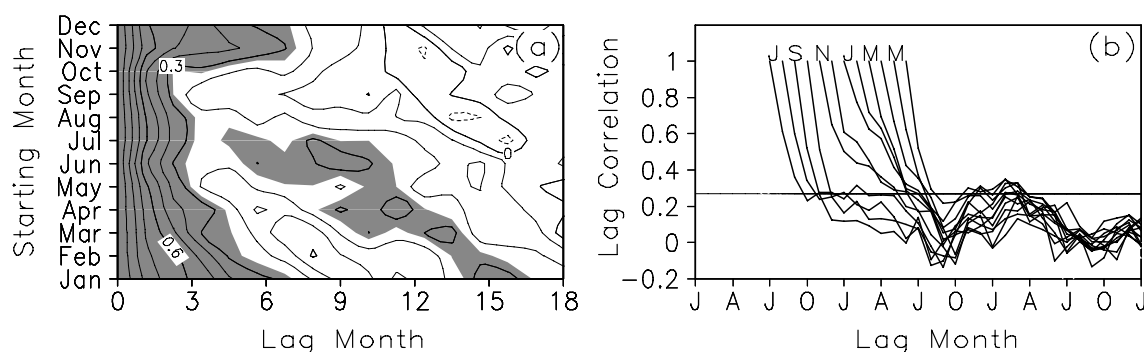 Dec
Nov
Oct
Sep
Aug
Jul
Jun
May
Apr
Mar
Feb
Jan
Starting Month
0 3 6 9 12 15 18
Lag Month
(a)
0.3
0.6
0
(b)
J S N J M M
1
0.8
0.6
0.4
0.2
0
-0.2
Lag Correlation
J A J O J A J O J A J O J
Lag Month